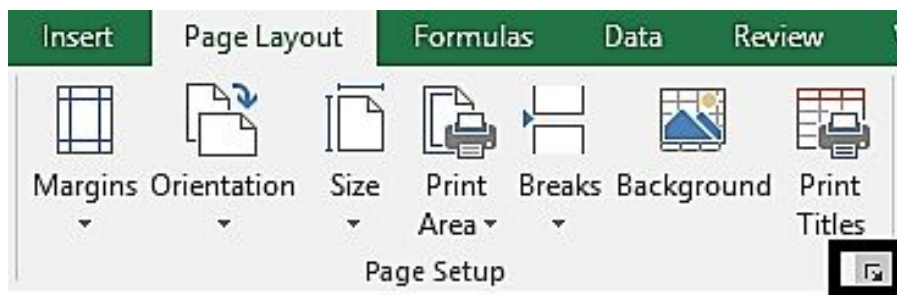 Insert Page Layout Formulas Data Review
Margins Orientation Size Print Area Breaks Background Print Titles
Page Setup